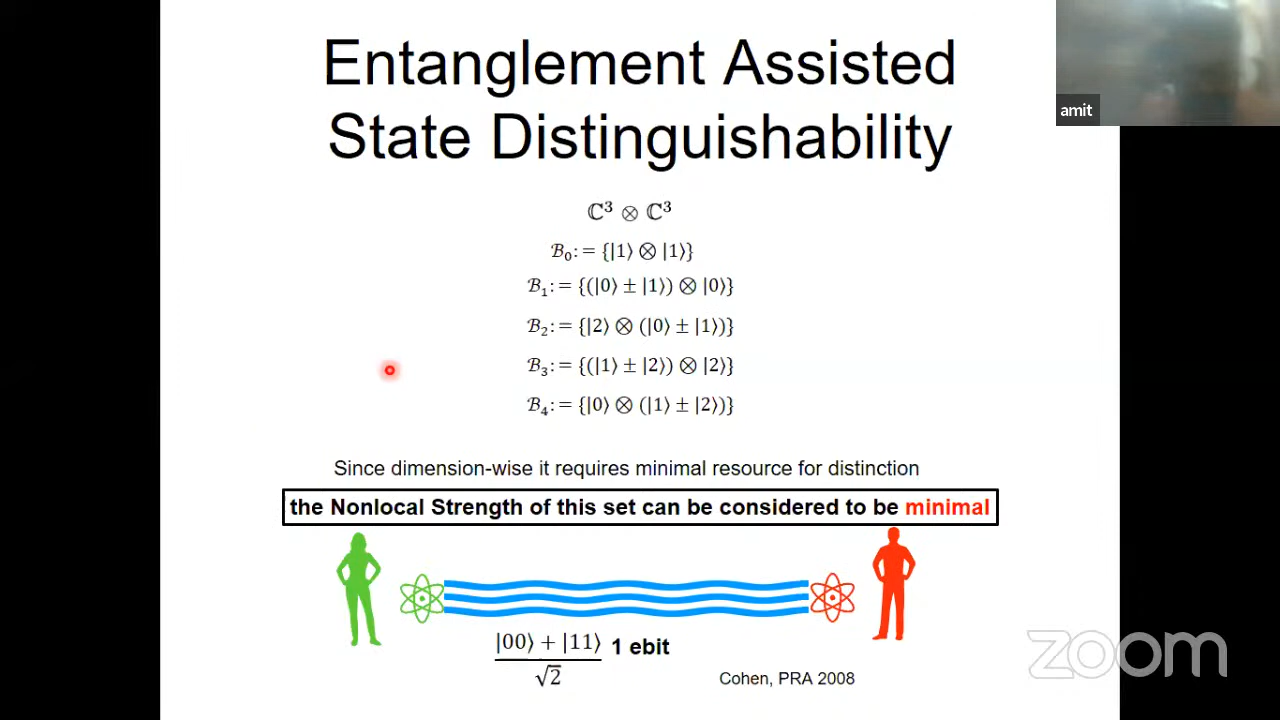 Entanglement Assisted
State Distinguishability
amit
ℂ³ ⊗ ℂ³
ℬ₀: = {|1⟩ ⊗ |1⟩}
ℬ₁: = {(|0⟩ ± |1⟩) ⊗ |0⟩}
ℬ₂: = {|2⟩ ⊗ (|0⟩ ± |1⟩)}
ℬ₃: = {(|1⟩ ± |2⟩) ⊗ |2⟩}
ℬ₄: = {|0⟩ ⊗ (|1⟩ ± |2⟩)}
Since dimension-wise it requires minimal resource for distinction
the Nonlocal Strength of this set can be considered to be minimal
|00⟩ + |11⟩
√2
1 ebit
Cohen, PRA 2008
zoom